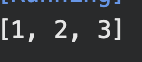 [1, 2, 3]